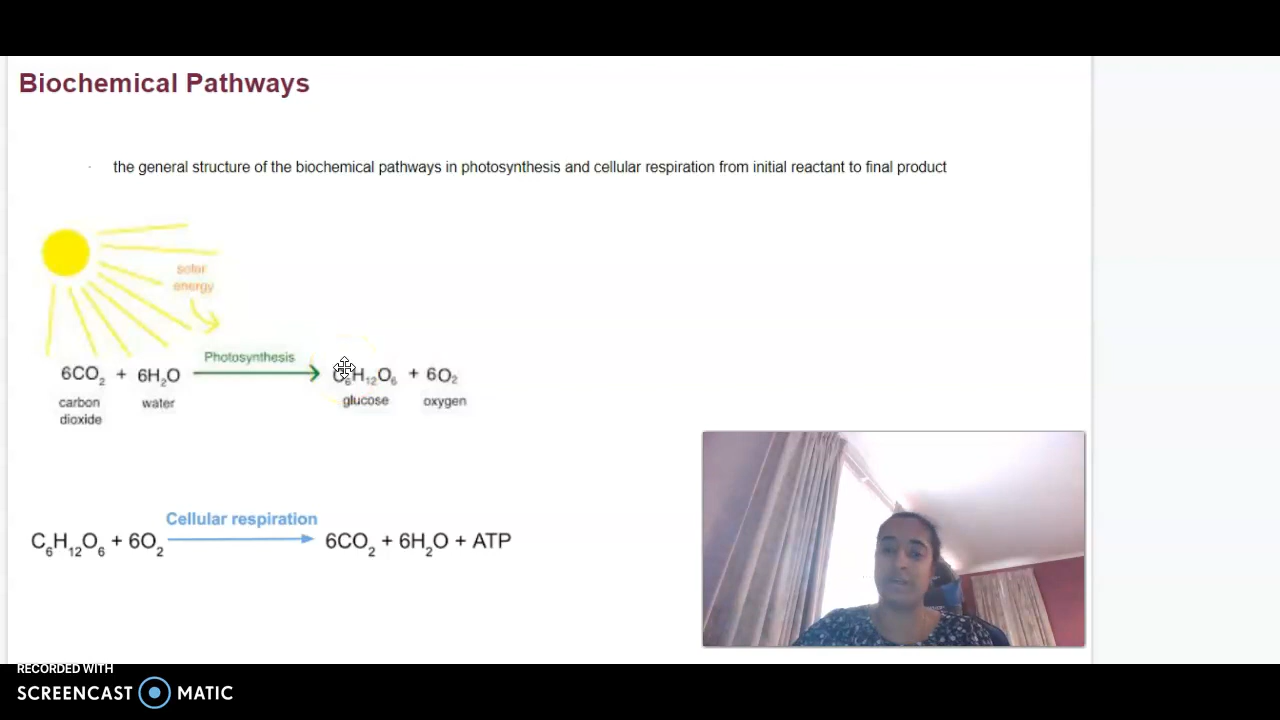 Biochemical Pathways
· the general structure of the biochemical pathways in photosynthesis and cellular respiration from initial reactant to final product
solar
energy
Photosynthesis
6CO₂ + 6H₂O C₆H₁₂O₆ + 6O₂
carbon dioxide water glucose oxygen
Cellular respiration
C₆H₁₂O₆ + 6O₂ 6CO₂ + 6H₂O + ATP
RECORDED WITH
SCREENCAST MATIC